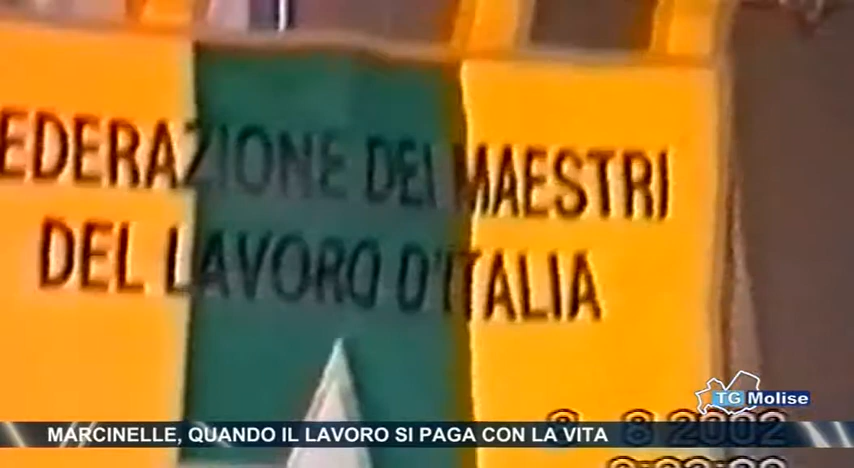 EDERAZIONE DEI MAESTRI
DEL LAVORO D'ITALIA
TG Molise
MARCINELLE, QUANDO IL LAVORO SI PAGA CON LA VITA
8 2002